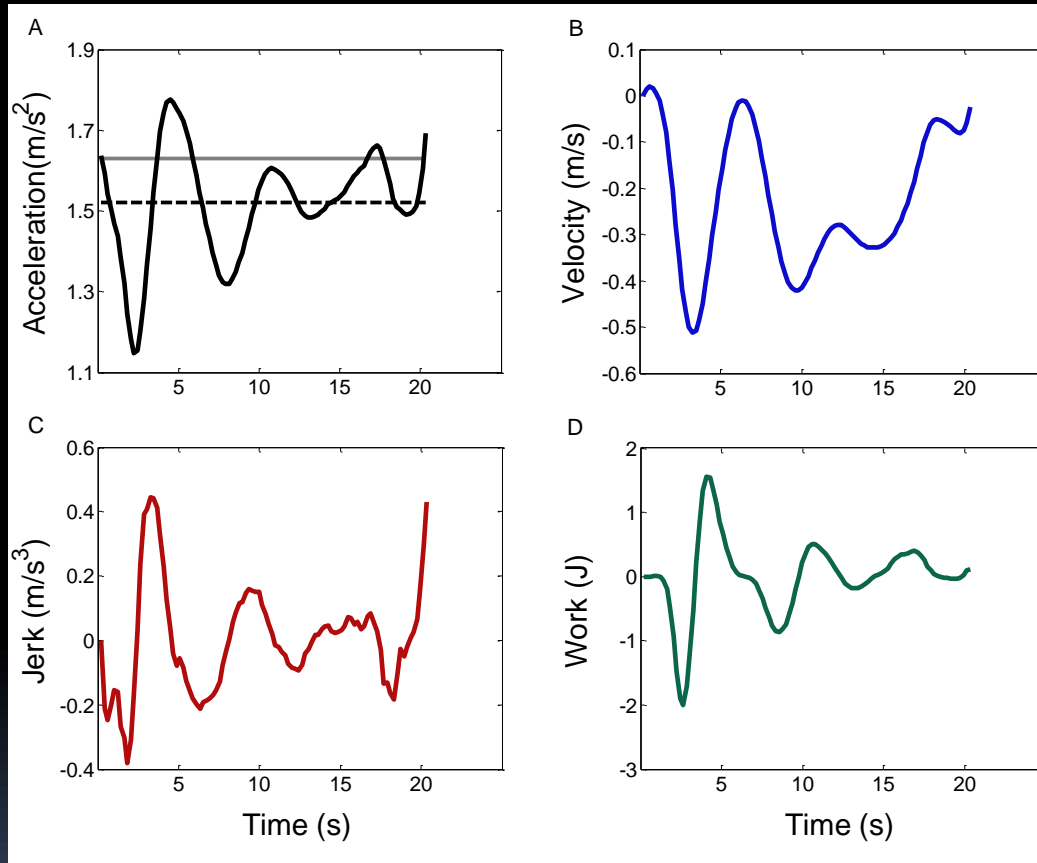 A
Acceleration(m/s²)
1.9
1.7
1.5
1.3
1.1
5 10 15 20
B
Velocity (m/s)
0.1
0
-0.1
-0.2
-0.3
-0.4
-0.5
-0.6
5 10 15 20
C
Jerk (m/s³)
0.6
0.4
0.2
0
-0.2
-0.4
5 10 15 20
Time (s)
D
Work (J)
2
1
0
-1
-2
-3
5 10 15 20
Time (s)